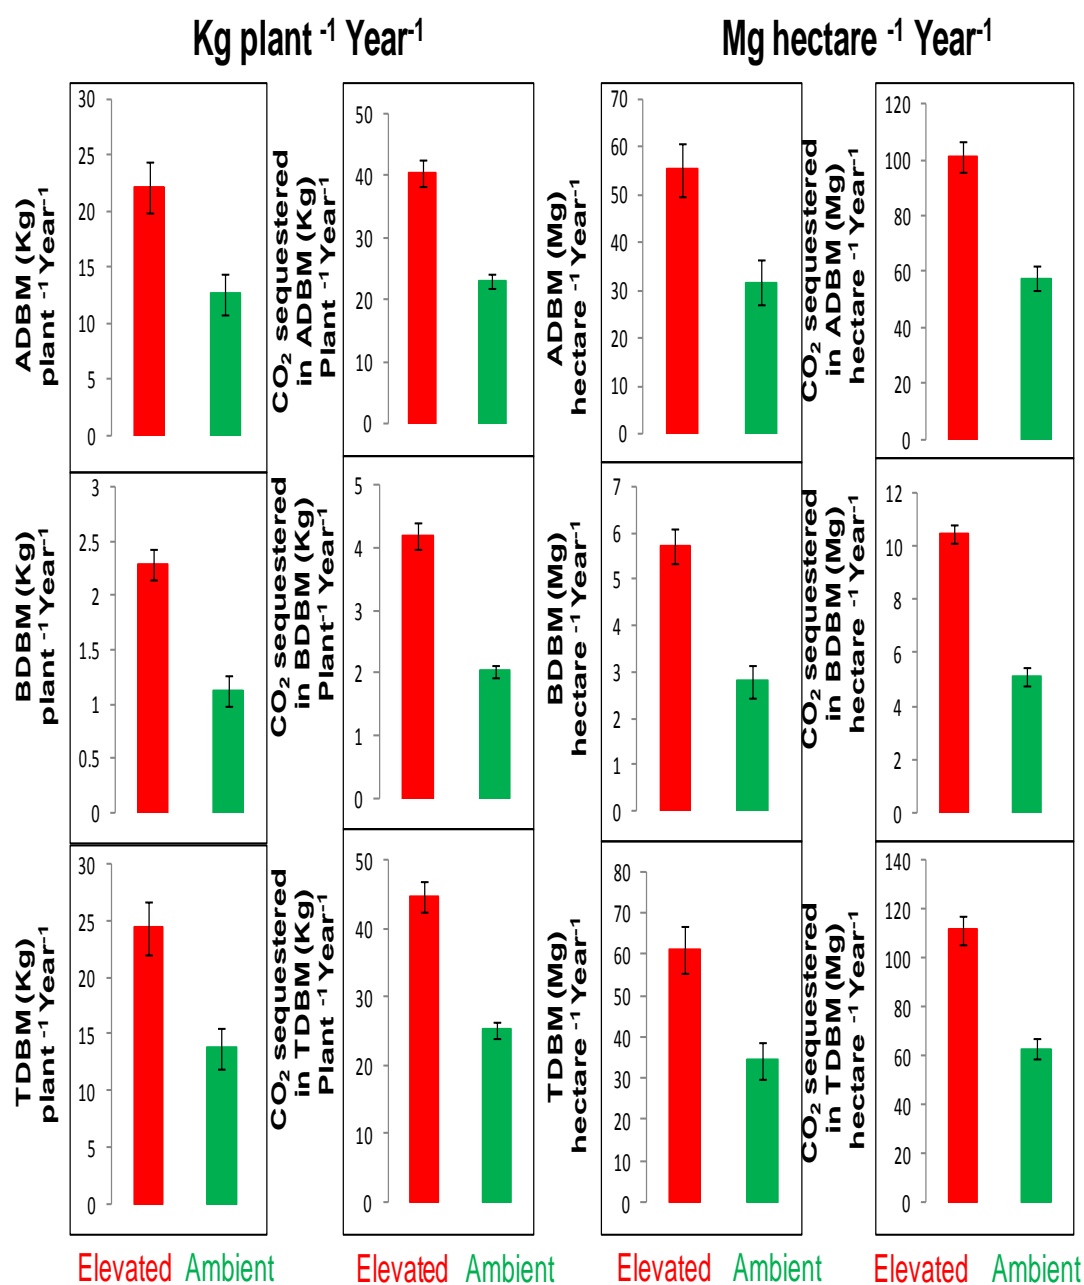 Kg plant ⁻¹ Year⁻¹
Mg hectare ⁻¹ Year⁻¹
ADBM (Kg)
plant ⁻¹ Year⁻¹
30
25
20
15
10
5
0
CO₂ sequestered
in ADBM (Kg)
Plant ⁻¹ Year⁻¹
50
40
30
20
10
0
ADBM (Mg)
hectare ⁻¹ Year⁻¹
70
60
50
40
30
20
10
0
CO₂ sequestered
in ADBM (Mg)
hectare ⁻¹ Year⁻¹
120
100
80
60
40
20
0
BDBM (Kg)
plant ⁻¹ Year⁻¹
3
2.5
2
1.5
1
0.5
0
CO₂ sequestered
in BDBM (Kg)
Plant⁻¹ Year⁻¹
5
4
3
2
1
0
BDBM (Mg)
hectare ⁻¹ Year⁻¹
7
6
5
4
3
2
1
0
CO₂ sequestered
in BDBM (Mg)
hectare ⁻¹ Year⁻¹
12
10
8
6
4
2
0
TDBM (Kg)
plant ⁻¹ Year⁻¹
30
25
20
15
10
5
0
CO₂ sequestered
in TDBM (Kg)
Plant ⁻¹ Year⁻¹
50
40
30
20
10
0
TDBM (Mg)
hectare ⁻¹ Year⁻¹
80
70
60
50
40
30
20
10
0
CO₂ sequestered
in TDBM (Mg)
hectare ⁻¹ Year⁻¹
140
120
100
80
60
40
20
0
Elevated Ambient
Elevated Ambient
Elevated Ambient
Elevated Ambient